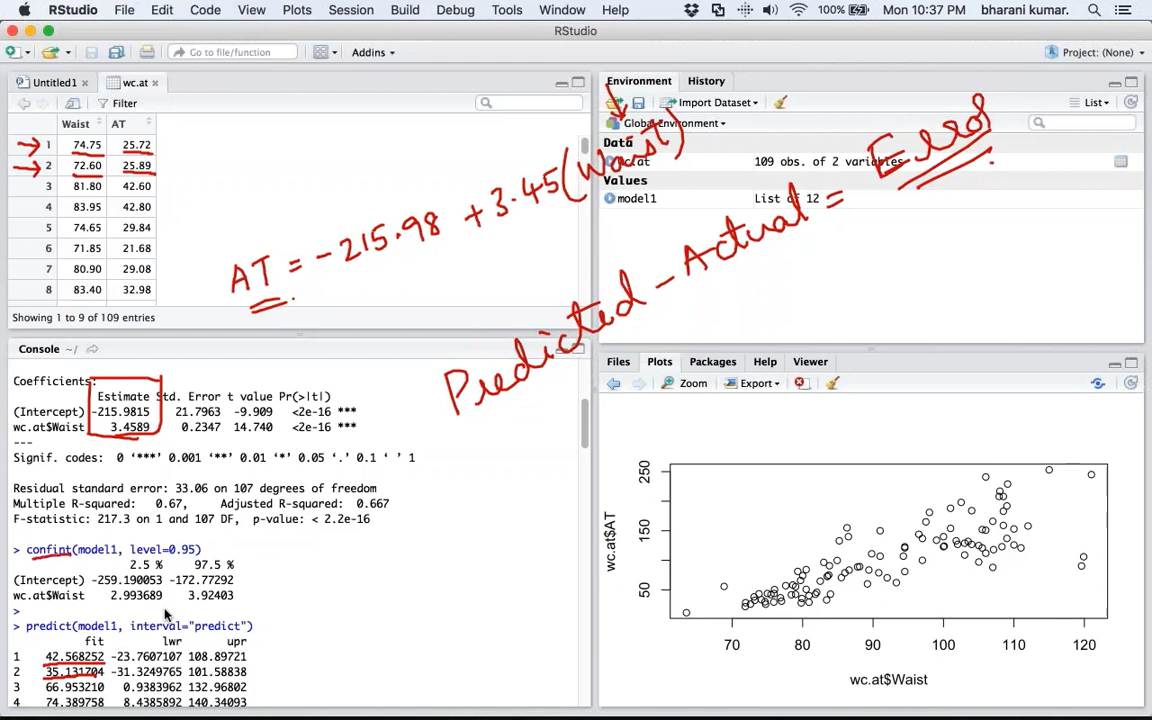 RStudio File Edit Code View Plots Session Build Debug Tools Window Help 100% Mon 10:37 PM bharani kumar.
RStudio
Go to file/function Addins Project: (None)
Untitled1 wc.at
Filter
Waist AT
1 74.75 25.72
2 72.60 25.89
3 81.80 42.60
4 83.95 42.80
5 74.65 29.84
6 71.85 21.68
7 80.90 29.08
8 83.40 32.98
Showing 1 to 9 of 109 entries
Environment History
Import Dataset List
Global Environment
Data
wc.at 109 obs. of 2 variables
Values
model1 List of 12
AT = -215.98 + 3.45(Waist)
Predicted - Actual = Error
Console ~/
Coefficients:
Estimate Std. Error t value Pr(>|t|)
(Intercept) -215.9815 21.7963 -9.909 <2e-16 ***
wc.at$Waist 3.4589 0.2347 14.740 <2e-16 ***
---
Signif. codes: 0 ‘***’ 0.001 ‘**’ 0.01 ‘*’ 0.05 ‘.’ 0.1 ‘ ’ 1
Residual standard error: 33.06 on 107 degrees of freedom
Multiple R-squared: 0.67, Adjusted R-squared: 0.667
F-statistic: 217.3 on 1 and 107 DF, p-value: < 2.2e-16
> confint(model1, level=0.95)
2.5 % 97.5 %
(Intercept) -259.190053 -172.77292
wc.at$Waist 2.993689 3.92403
>
> predict(model1, interval="predict")
fit lwr upr
1 42.568252 -23.7607107 108.89721
2 35.131704 -31.3249765 101.58838
3 66.953210 0.9383962 132.96802
4 74.389758 8.4385892 140.34093
Files Plots Packages Help Viewer
Zoom Export
wc.at$AT
250
150
50
70 80 90 100 110 120
wc.at$Waist